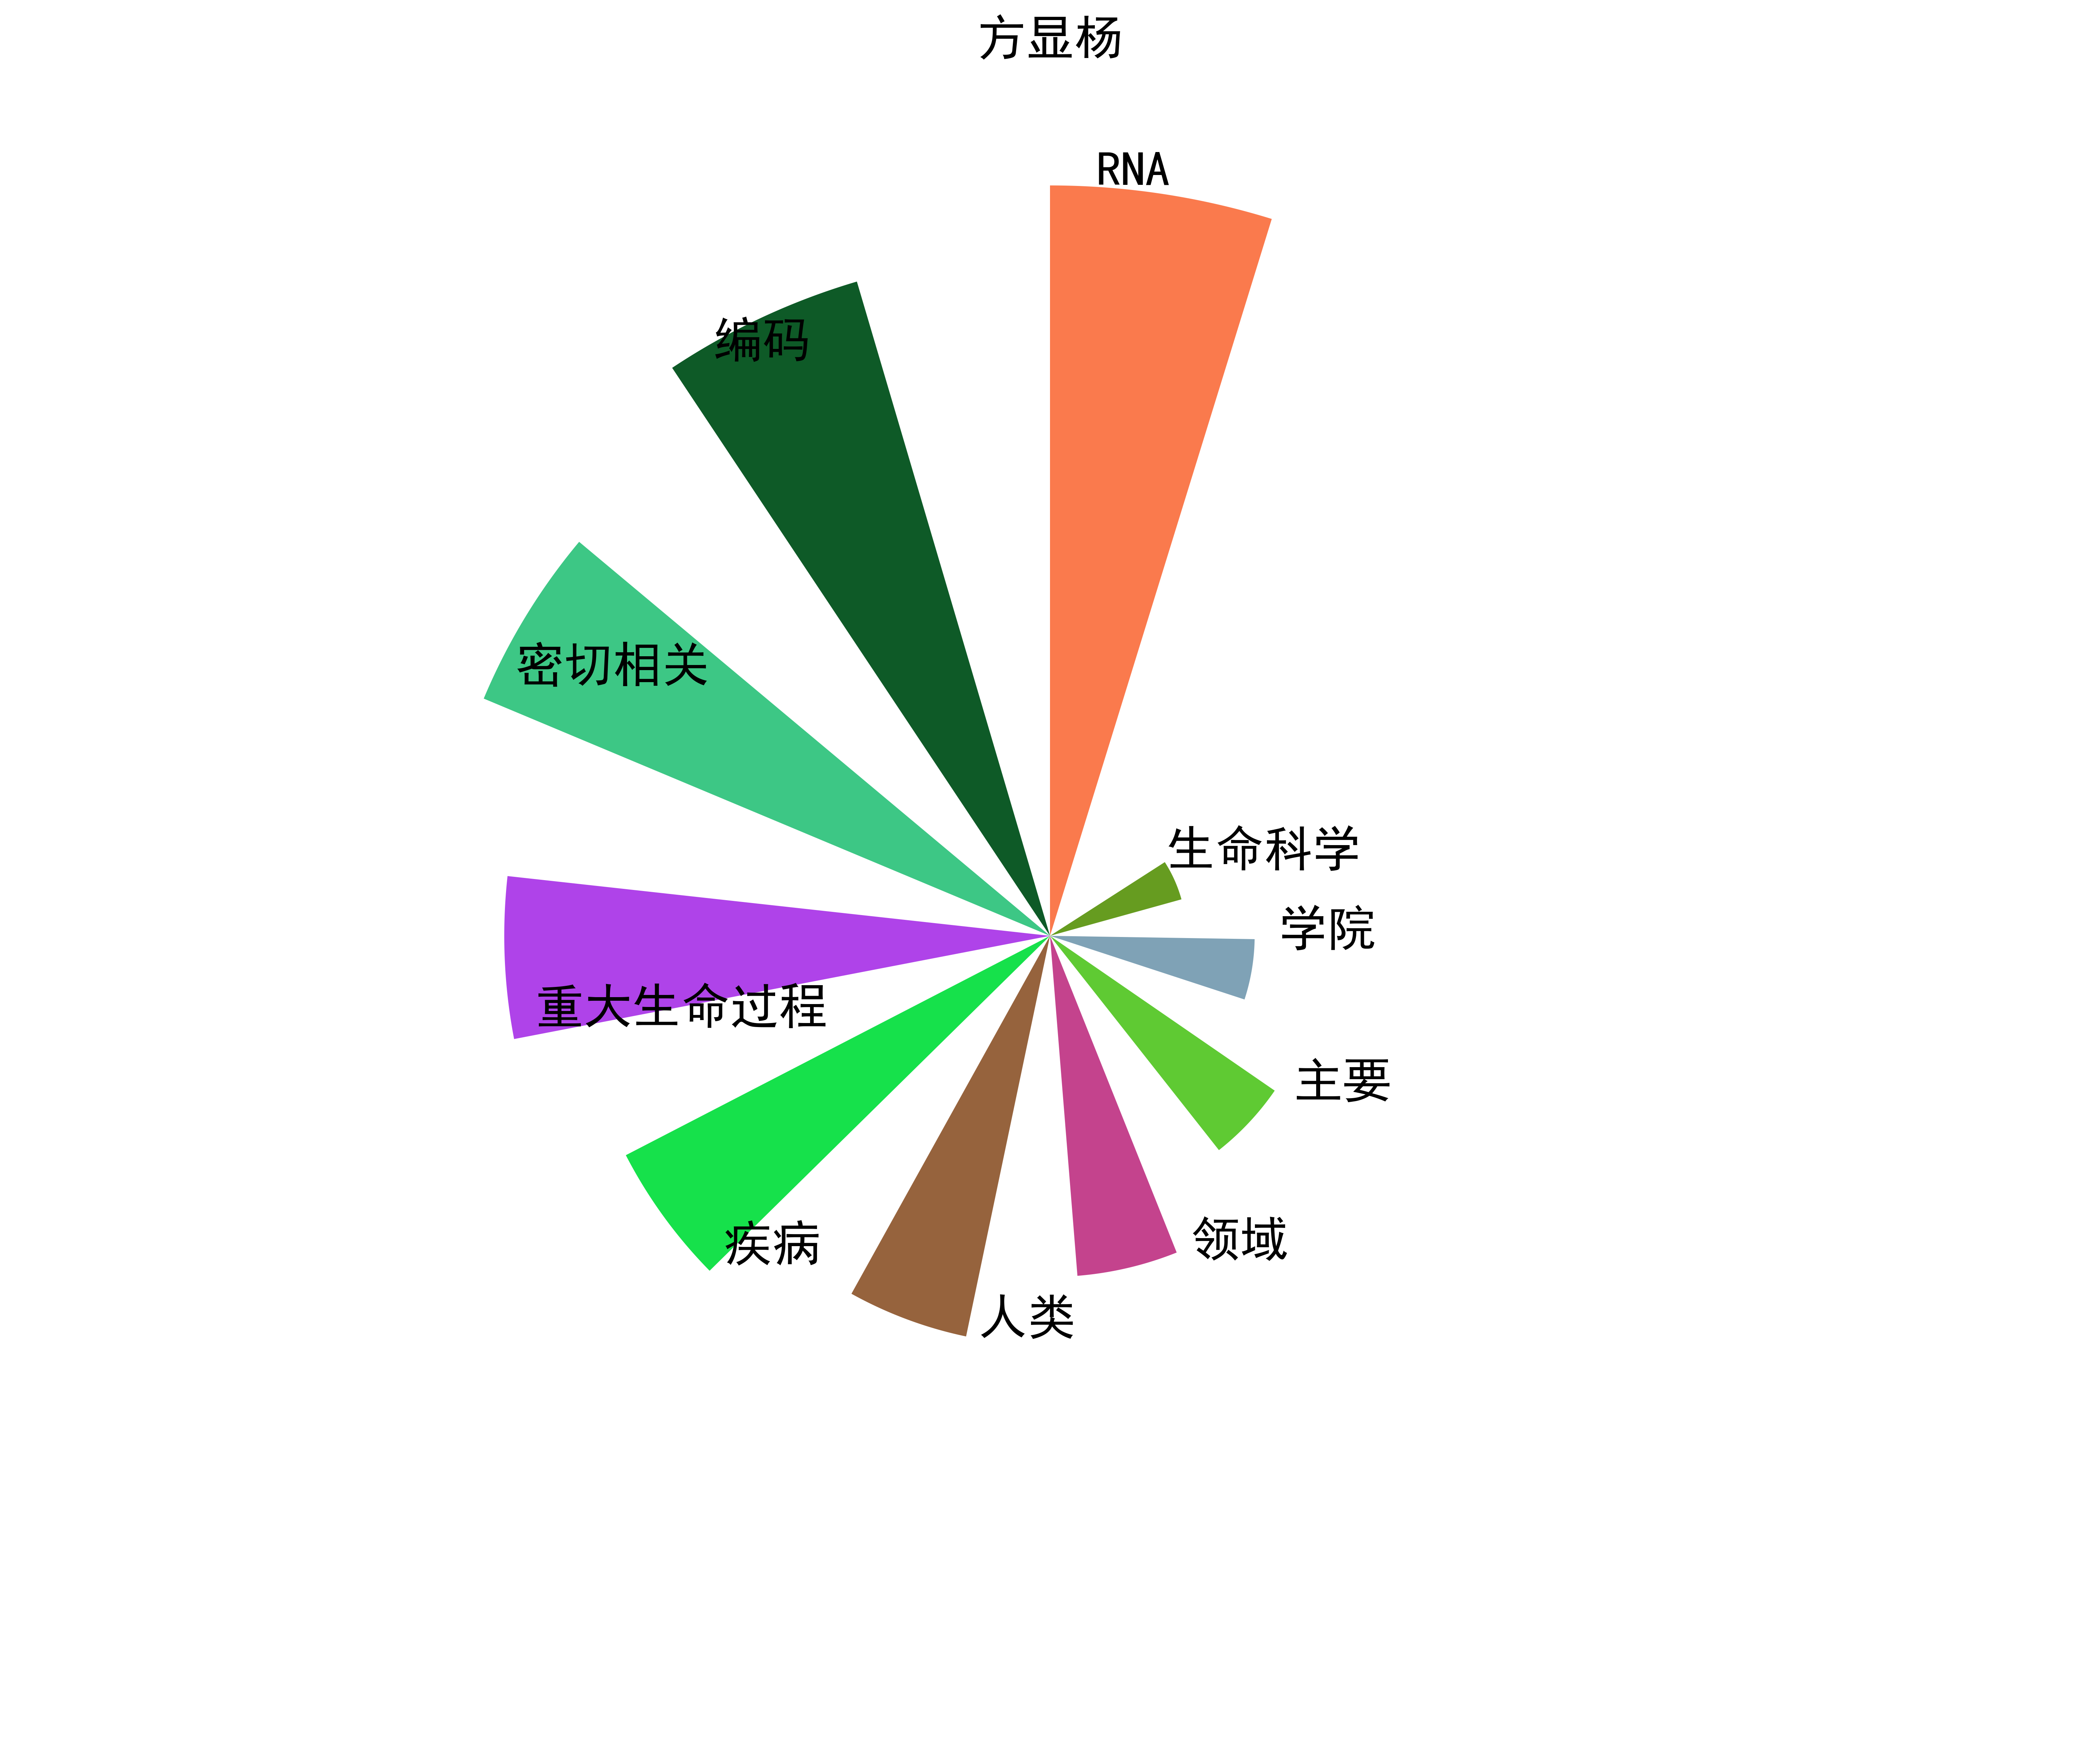 方显杨
RNA
编码
密切相关
生命科学
学院
重大生命过程
主要
疾病
领域
人类